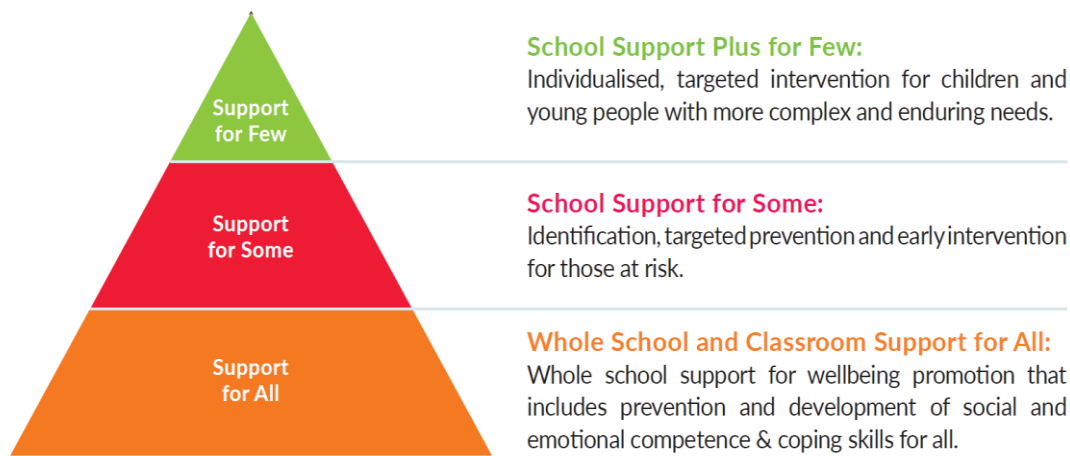 Support
for Few
School Support Plus for Few:
Individualised, targeted intervention for children and
young people with more complex and enduring needs.
Support
for Some
School Support for Some:
Identification, targeted prevention and early intervention
for those at risk.
Support
for All
Whole School and Classroom Support for All:
Whole school support for wellbeing promotion that
includes prevention and development of social and
emotional competence & coping skills for all.